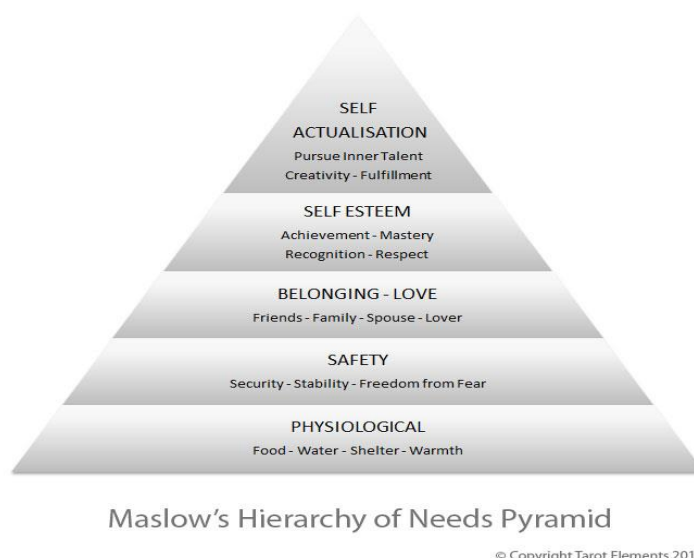 SELF
ACTUALISATION
Pursue Inner Talent
Creativity - Fulfillment
SELF ESTEEM
Achievement - Mastery
Recognition - Respect
BELONGING - LOVE
Friends - Family - Spouse - Lover
SAFETY
Security - Stability - Freedom from Fear
PHYSIOLOGICAL
Food - Water - Shelter - Warmth
Maslow's Hierarchy of Needs Pyramid
© Copyright Tarot Elements